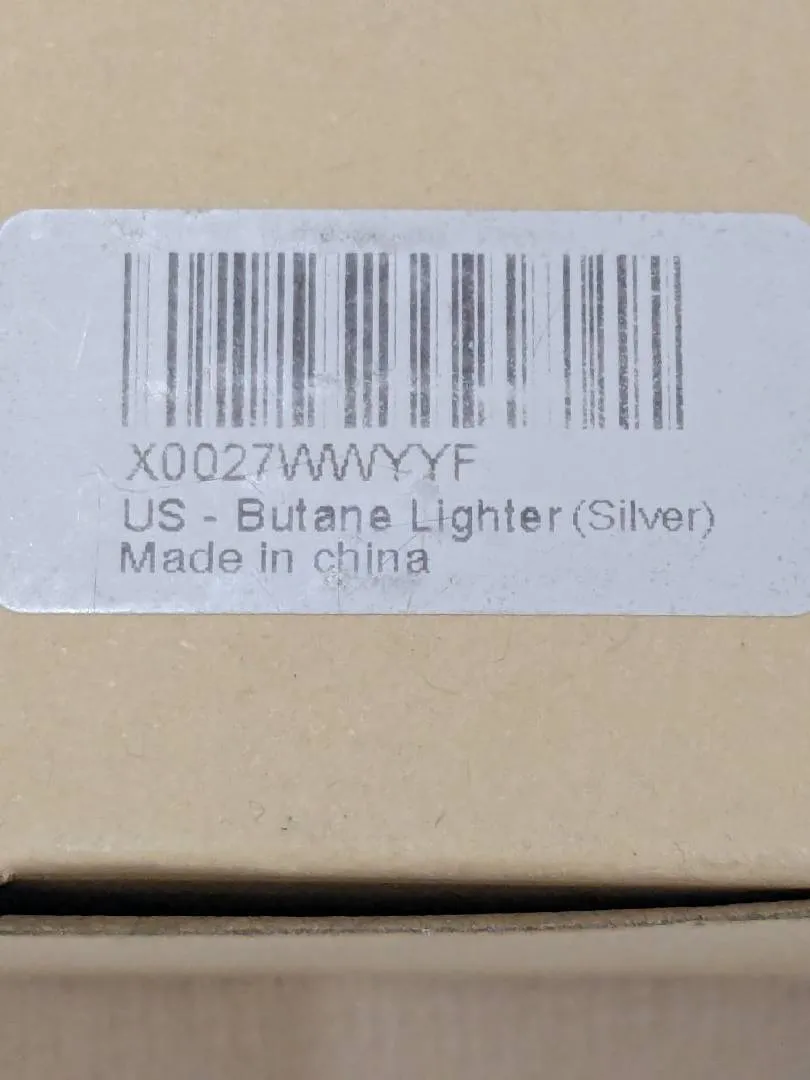 X0027WWYYF
US - Butane Lighter (Silver)
Made in china